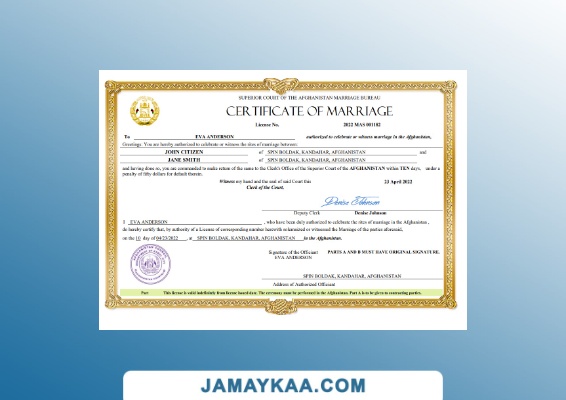 SUPERIOR COURT OF THE AFGHANISTAN MARRIAGE BUREAU
CERTIFICATE OF MARRIAGE
License No. 2022 MAS 001182
To EVA ANDERSON authorized to celebrate or witness marriage in the Afghanistan,
Greetings. You are hereby authorized to celebrate or witness the rites of marriage between:
JOHN CITIZEN of SPIN BOLDAK, KANDAHAR, AFGHANISTAN and
JANE SMITH of SPIN BOLDAK, KANDAHAR, AFGHANISTAN
and having done so, you are commanded to make return of the same to the Clerk's Office of the Superior Court of the AFGHANISTAN within TEN days, under a
penalty of fifty dollars for default therein.
Witness my hand and the seal of said Court this 23 April 2022
Clerk of the Court.
Denise Johnson
Deputy Clerk Denise Johnson
I EVA ANDERSON, who have been duly authorized to celebrate the rites of marriage in the Afghanistan,
do hereby certify that, by authority of a License of corresponding number herewith solemnized or witnessed the Marriage of the parties aforesaid,
on the 10 day of 04/23/2022, at SPIN BOLDAK, KANDAHAR, AFGHANISTAN in the Afghanistan.
Signature of the Officiant PARTS A AND B MUST HAVE ORIGINAL SIGNATURE.
EVA ANDERSON
SPIN BOLDAK, KANDAHAR, AFGHANISTAN
Address of Authorized Officiant
Part This license is valid indefinitely from license issued date. The ceremony must be performed in the Afghanistan. Part A is to be given to contracting parties.
JAMAYKAA.COM